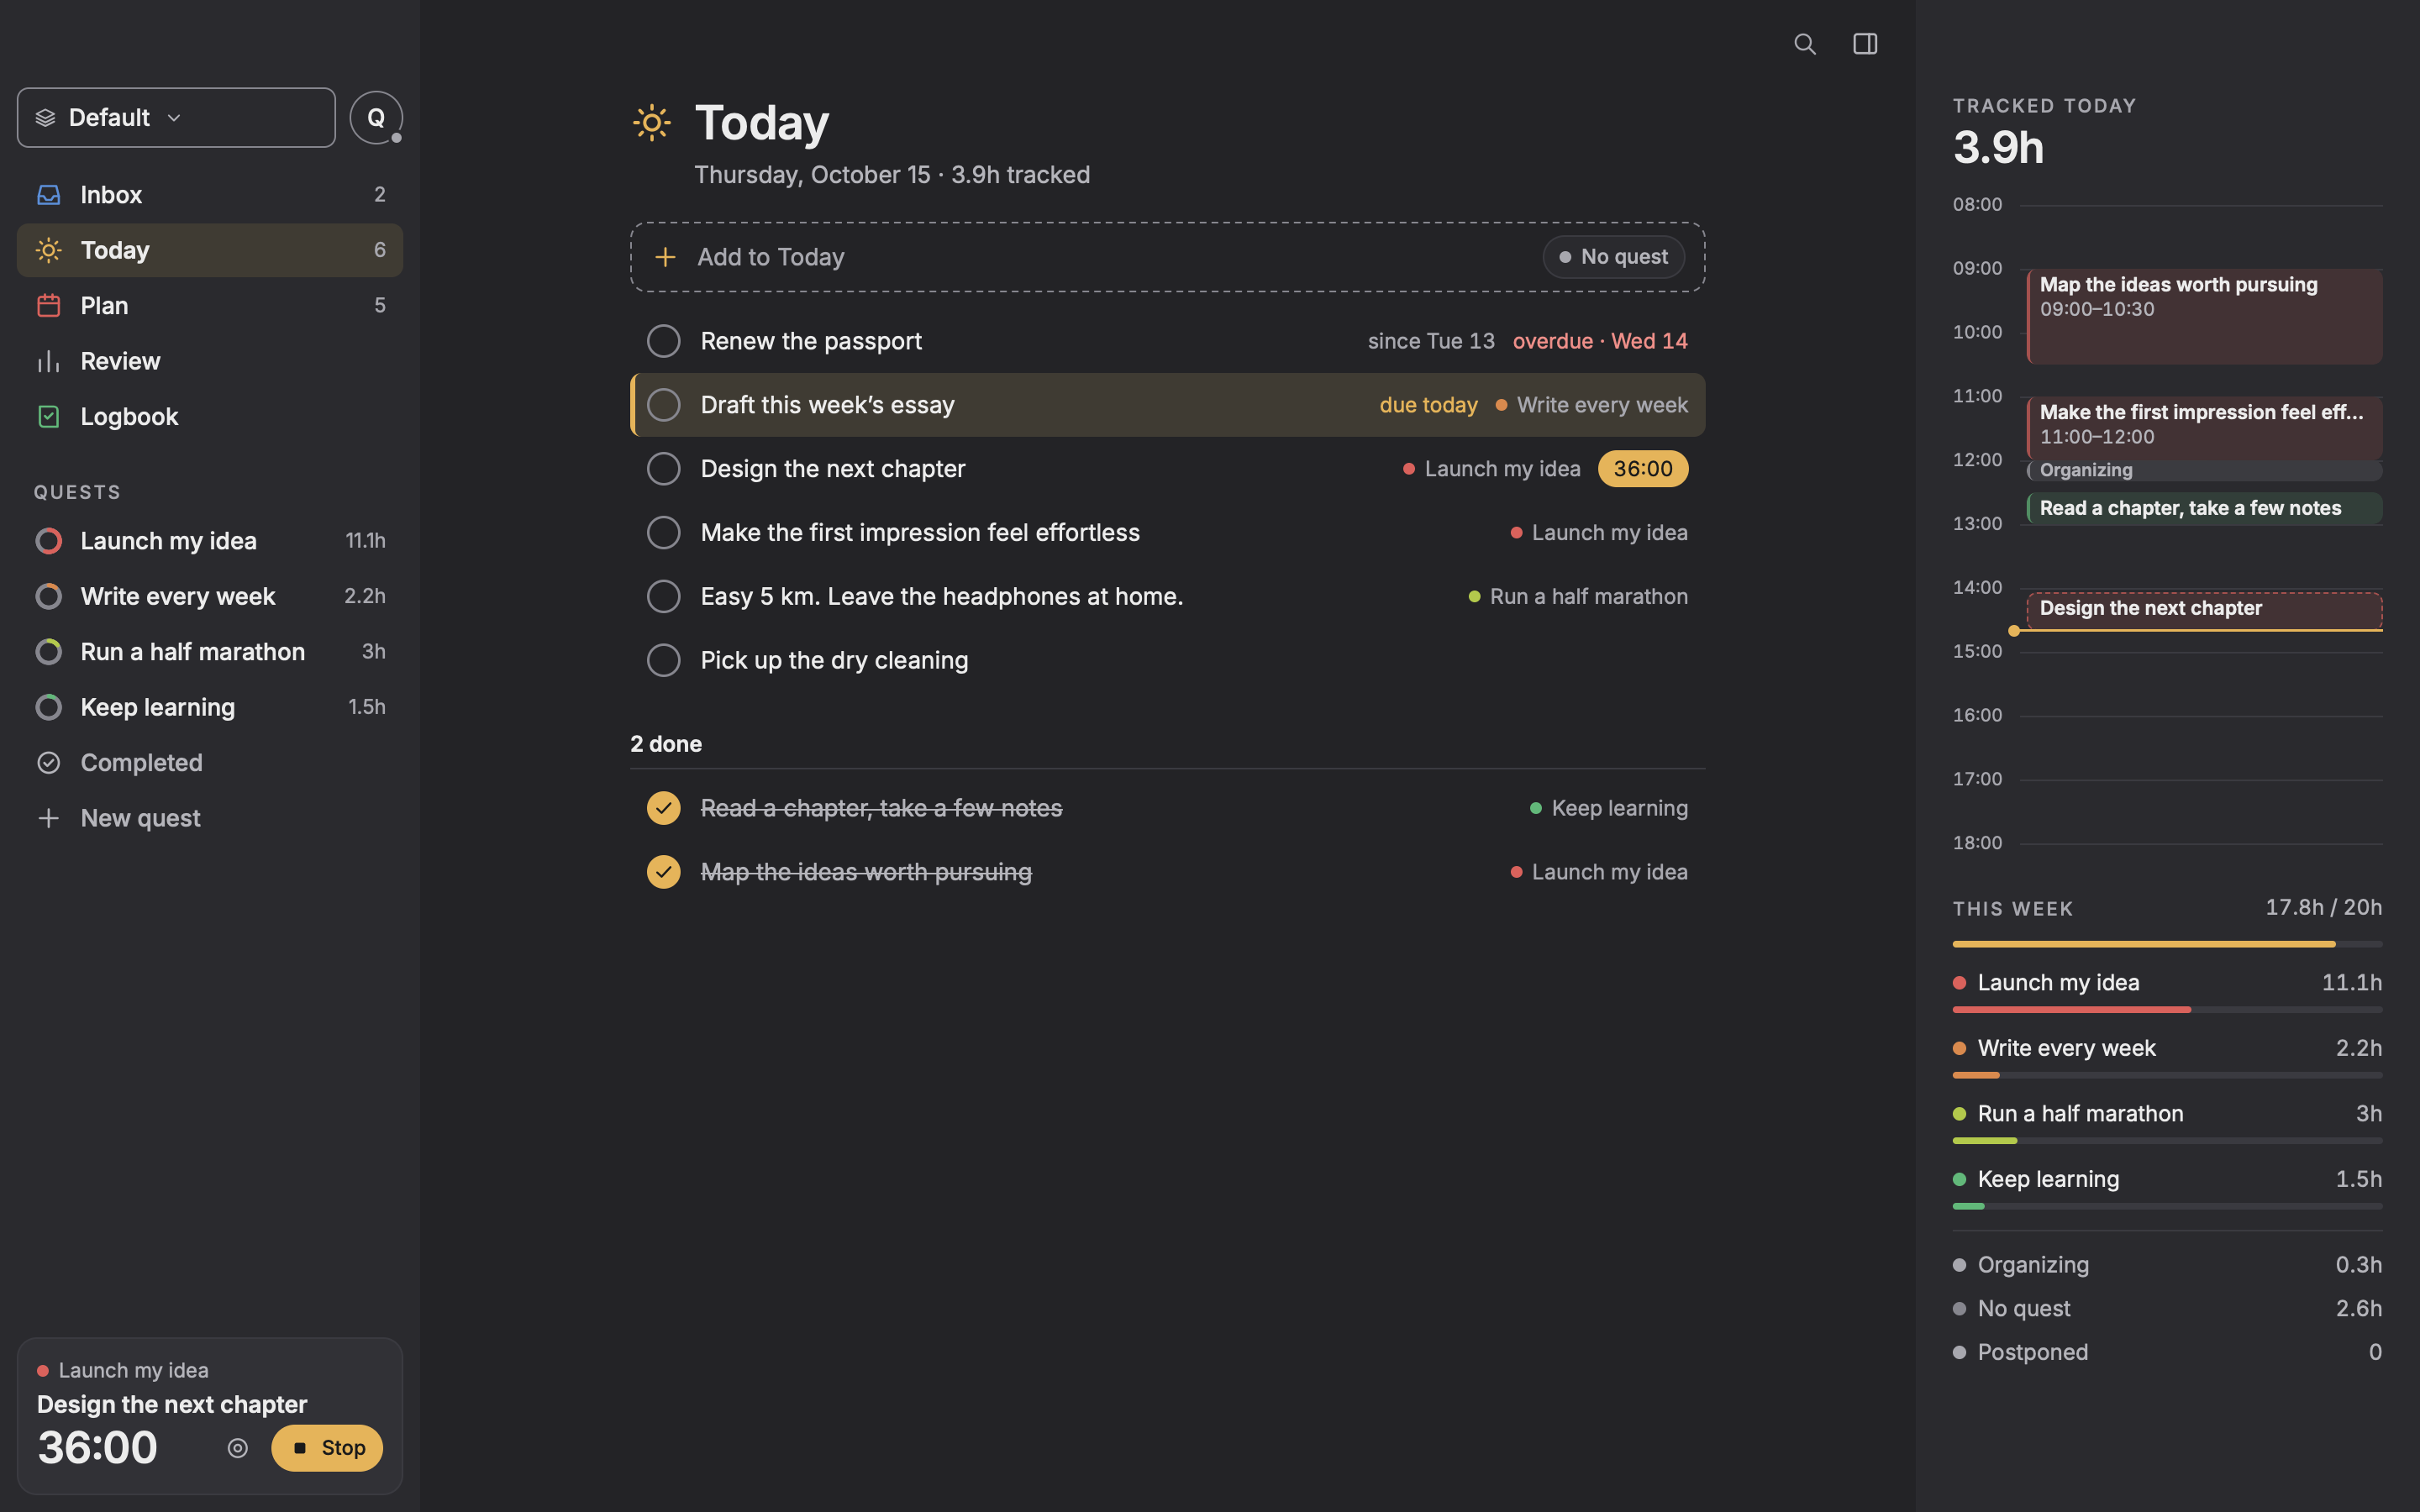 Default
Q
Inbox 2
Today 6
Plan 5
Review
Logbook
QUESTS
Launch my idea 11.1h
Write every week 2.2h
Run a half marathon 3h
Keep learning 1.5h
Completed
New quest
Launch my idea
Design the next chapter
36:00 Stop
Today
Thursday, October 15 · 3.9h tracked
Add to Today No quest
Renew the passport since Tue 13 overdue · Wed 14
Draft this week’s essay due today Write every week
Design the next chapter Launch my idea 36:00
Make the first impression feel effortless Launch my idea
Easy 5 km. Leave the headphones at home. Run a half marathon
Pick up the dry cleaning
2 done
Read a chapter, take a few notes Keep learning
Map the ideas worth pursuing Launch my idea
TRACKED TODAY
3.9h
08:00
09:00
Map the ideas worth pursuing
09:00–10:30
10:00
11:00
Make the first impression feel eff...
11:00–12:00
12:00
Organizing
Read a chapter, take a few notes
13:00
14:00
Design the next chapter
15:00
16:00
17:00
18:00
THIS WEEK 17.8h / 20h
Launch my idea 11.1h
Write every week 2.2h
Run a half marathon 3h
Keep learning 1.5h
Organizing 0.3h
No quest 2.6h
Postponed 0